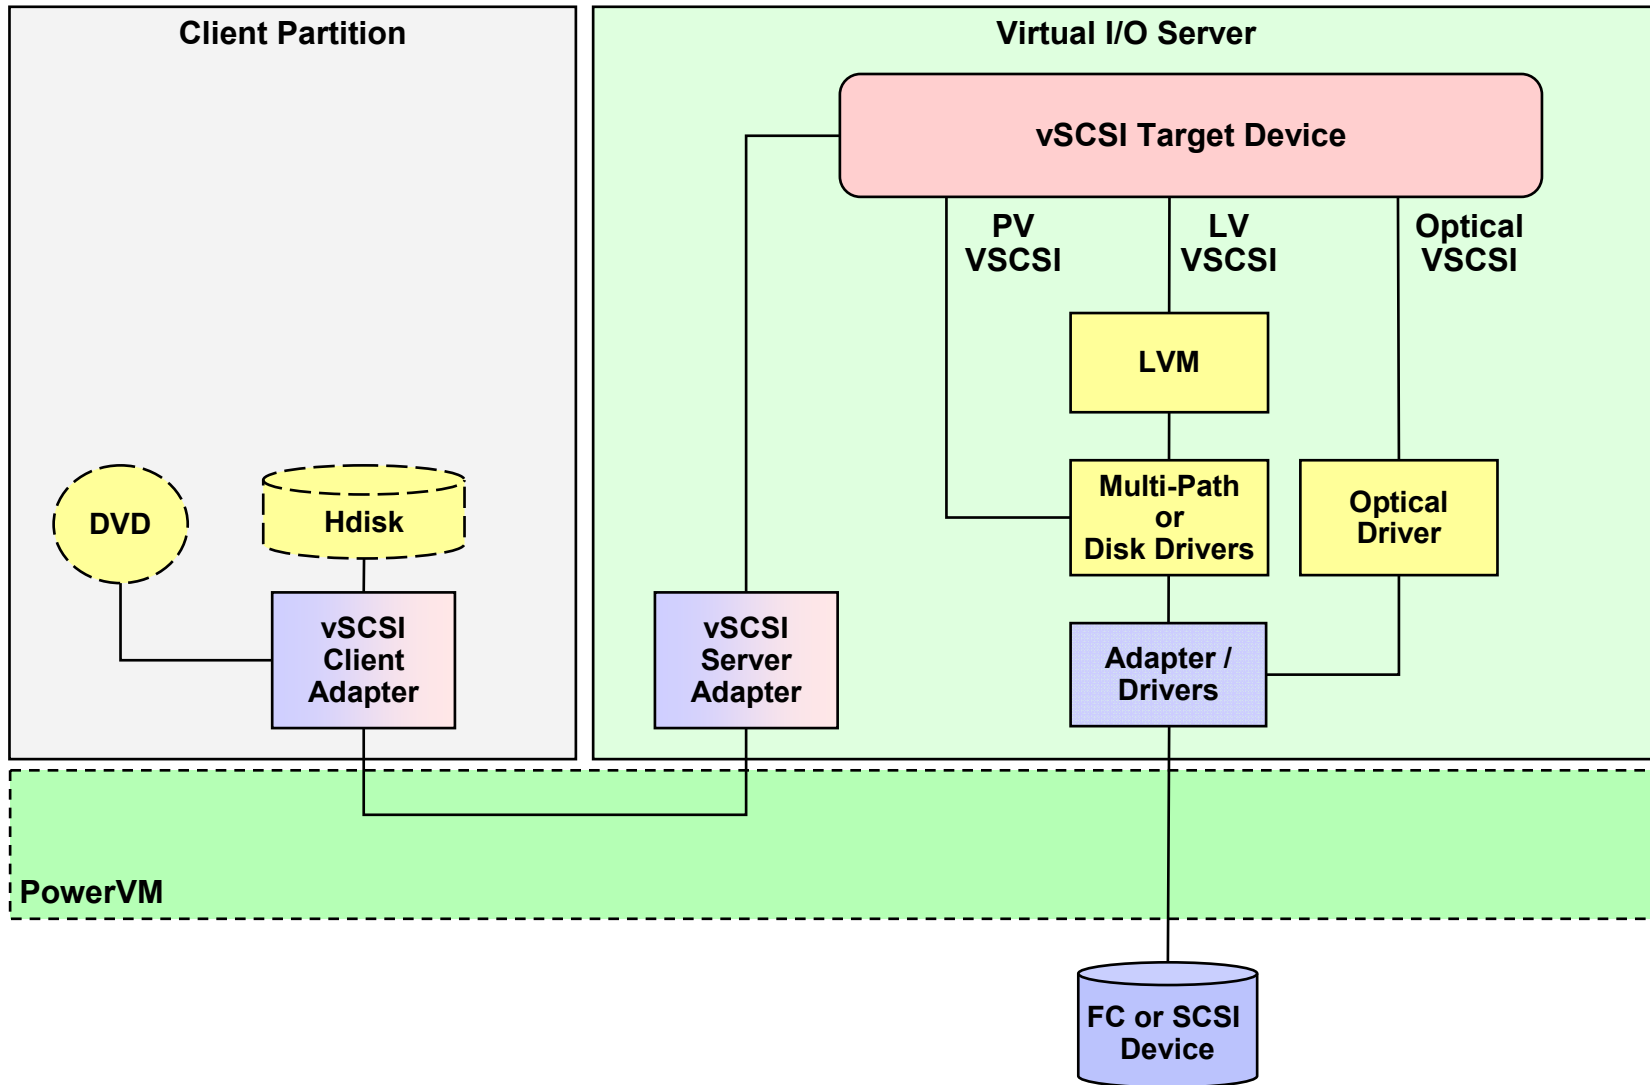 Client Partition
Virtual I/O Server
vSCSI Target Device
PV
VSCSI
LV
VSCSI
Optical
VSCSI
LVM
DVD
Hdisk
Multi-Path
or
Disk Drivers
Optical
Driver
vSCSI
Client
Adapter
vSCSI
Server
Adapter
Adapter /
Drivers
PowerVM
FC or SCSI
Device